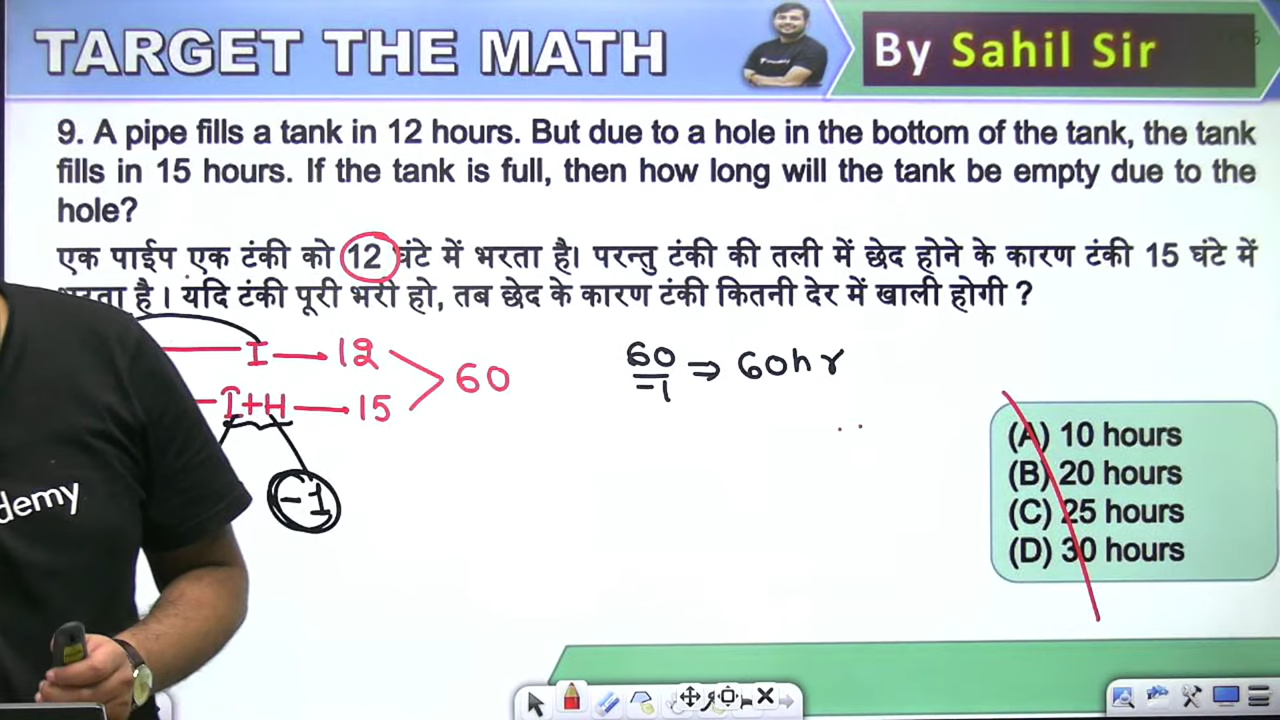 TARGET THE MATH
By Sahil Sir
9. A pipe fills a tank in 12 hours. But due to a hole in the bottom of the tank, the tank
fills in 15 hours. If the tank is full, then how long will the tank be empty due to the
hole?
एक पाईप एक टंकी को 12 घंटे में भरता है। परन्तु टंकी की तली में छेद होने के कारण टंकी 15 घंटे में
भरता है। यदि टंकी पूरी भरी हो, तब छेद के कारण टंकी कितनी देर में खाली होगी ?
I → 12
I+H → 15
60
-1
60/-1 ⇒ 60hr
(A) 10 hours
(B) 20 hours
(C) 25 hours
(D) 30 hours
demy